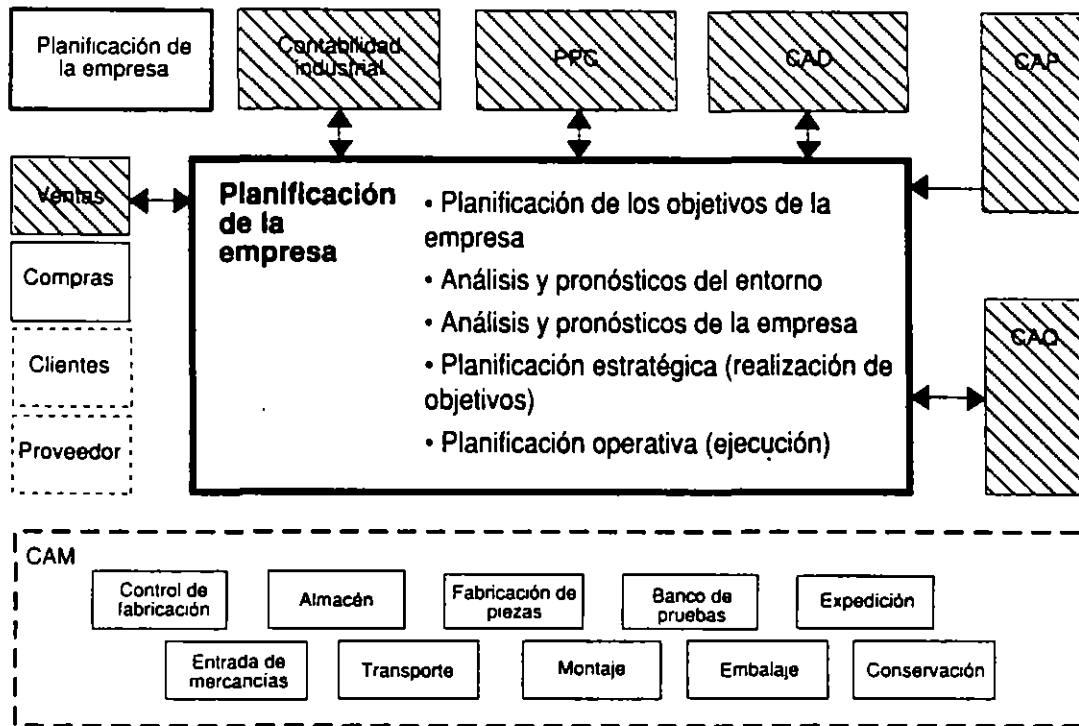 Planificación de
la empresa
Contabilidad
industrial
PPC
CAD
CAP
Ventas
Compras
Clientes
Proveedor
Planificación
de la
empresa
• Planificación de los objetivos de la
empresa
• Análisis y pronósticos del entorno
• Análisis y pronósticos de la empresa
• Planificación estratégica (realización de
objetivos)
• Planificación operativa (ejecución)
CAQ
CAM
Control de
fabricación
Almacén
Fabricación de
piezas
Banco de
pruebas
Expedición
Entrada de
mercancías
Transporte
Montaje
Embalaje
Conservación